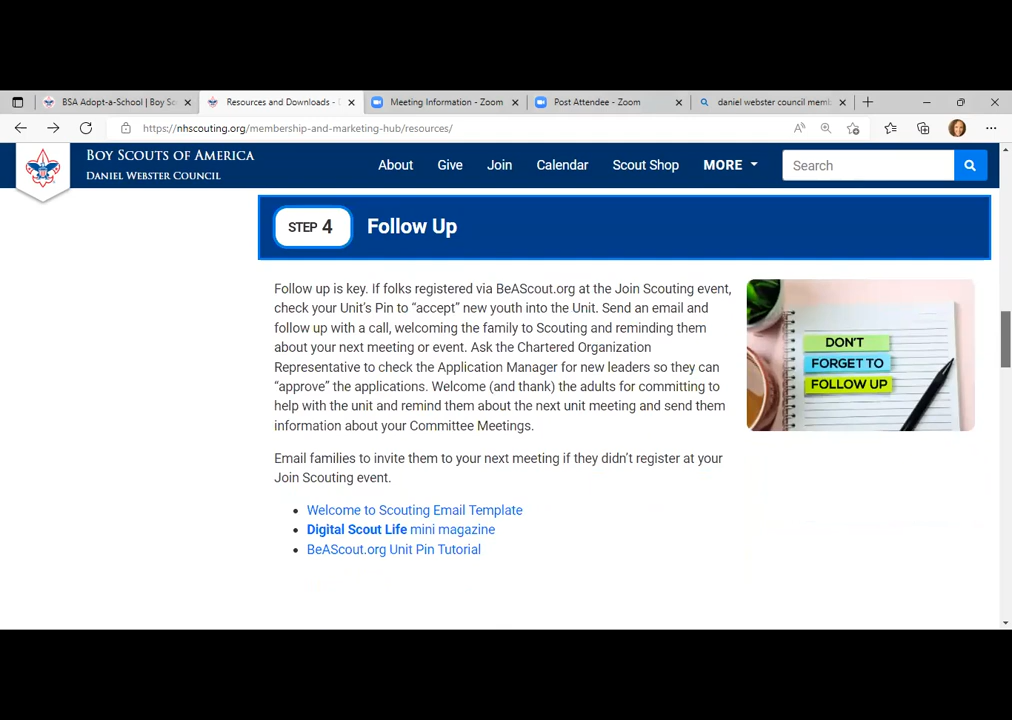 BSA Adopt-a-School | Boy Sc
Resources and Downloads -
Meeting Information - Zoom
Post Attendee - Zoom
daniel webster council memb
https://nhscouting.org/membership-and-marketing-hub/resources/
BOY SCOUTS OF AMERICA
DANIEL WEBSTER COUNCIL
About
Give
Join
Calendar
Scout Shop
MORE
Search
STEP 4
Follow Up
Follow up is key. If folks registered via BeAScout.org at the Join Scouting event,
check your Unit's Pin to “accept” new youth into the Unit. Send an email and
follow up with a call, welcoming the family to Scouting and reminding them
about your next meeting or event. Ask the Chartered Organization
Representative to check the Application Manager for new leaders so they can
“approve” the applications. Welcome (and thank) the adults for committing to
help with the unit and remind them about the next unit meeting and send them
information about your Committee Meetings.
DON'T
FORGET TO
FOLLOW UP
Email families to invite them to your next meeting if they didn't register at your
Join Scouting event.
Welcome to Scouting Email Template
Digital Scout Life mini magazine
BeAScout.org Unit Pin Tutorial